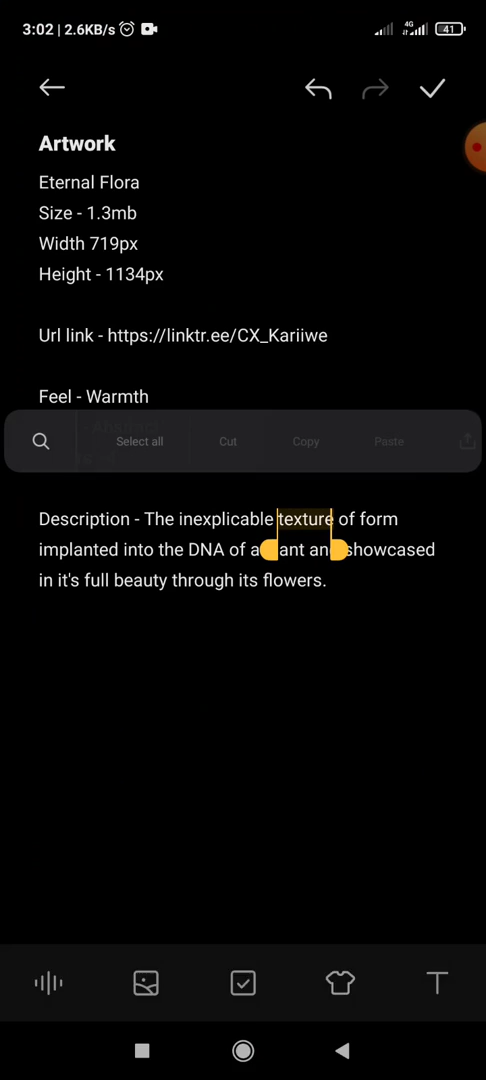 3:02 | 2.6KB/s 4G 41
Artwork
Eternal Flora
Size - 1.3mb
Width 719px
Height - 1134px
Url link - https://linktr.ee/CX_Kariiwe
Feel - Warmth
Abstract
Select all Cut Copy Paste
Description - The inexplicable texture of form
implanted into the DNA of a ant and showcased
in it's full beauty through its flowers.
T